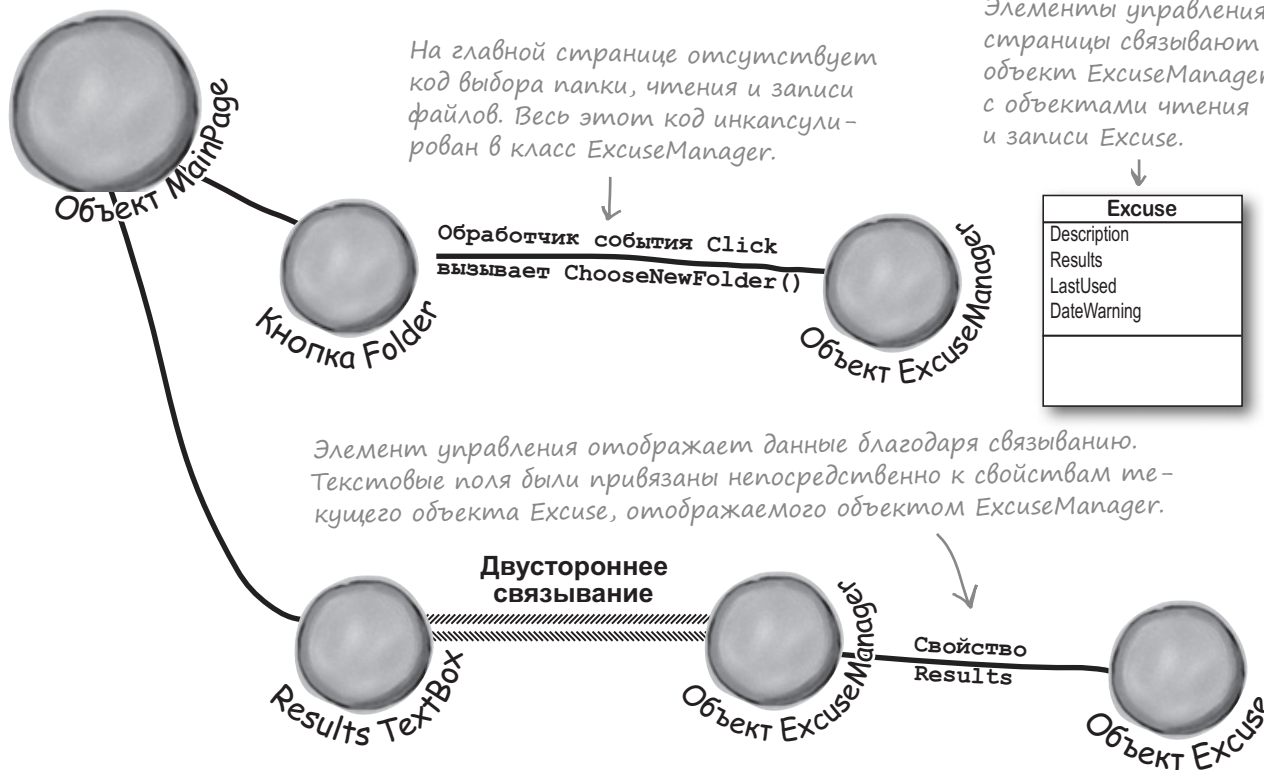 Элементы управления
страницы связывают
объект ExcuseManager
с объектами чтения
и записи Excuse.
На главной странице отсутствует
код выбора папки, чтения и записи
файлов. Весь этот код инкапсули-
рован в класс ExcuseManager.
Объект MainPage
Кнопка Folder
Обработчик события Click
вызывает ChooseNewFolder()
Объект ExcuseManager
Excuse
Description
Results
LastUsed
DateWarning
Элемент управления отображает данные благодаря связыванию.
Текстовые поля были привязаны непосредственно к свойствам те-
кущего объекта Excuse, отображаемого объектом ExcuseManager.
Двустороннее
связывание
Results TextBox
Объект ExcuseManager
Свойство
Results
Объект Excuse